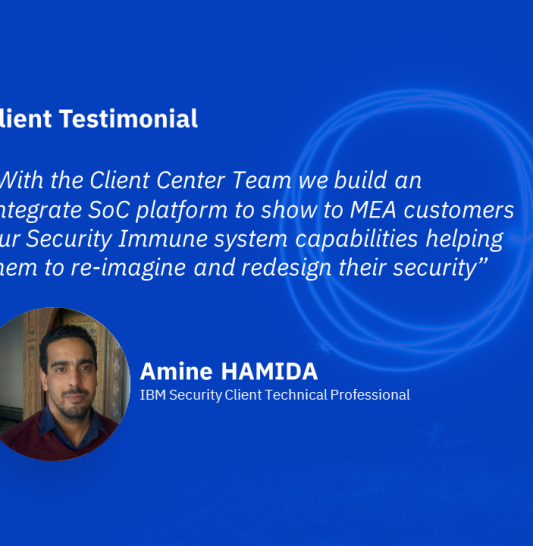 lient Testimonial
With the Client Center Team we build an
ntegrate SoC platform to show to MEA customers
ur Security Immune system capabilities helping
hem to re-imagine and redesign their security”
Amine HAMIDA
IBM Security Client Technical Professional